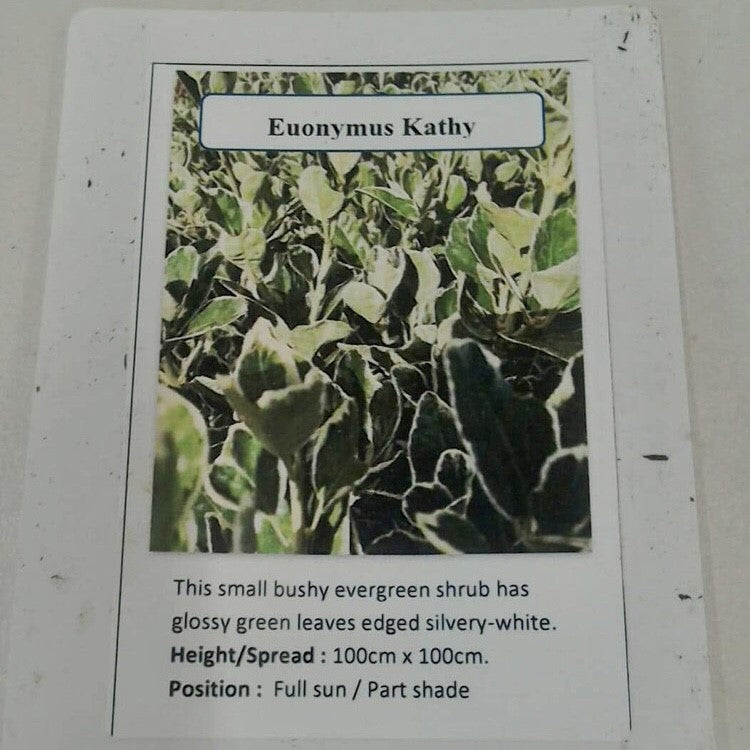 Euonymus Kathy
This small bushy evergreen shrub has
glossy green leaves edged silvery-white.
Height/Spread : 100cm x 100cm.
Position : Full sun / Part shade